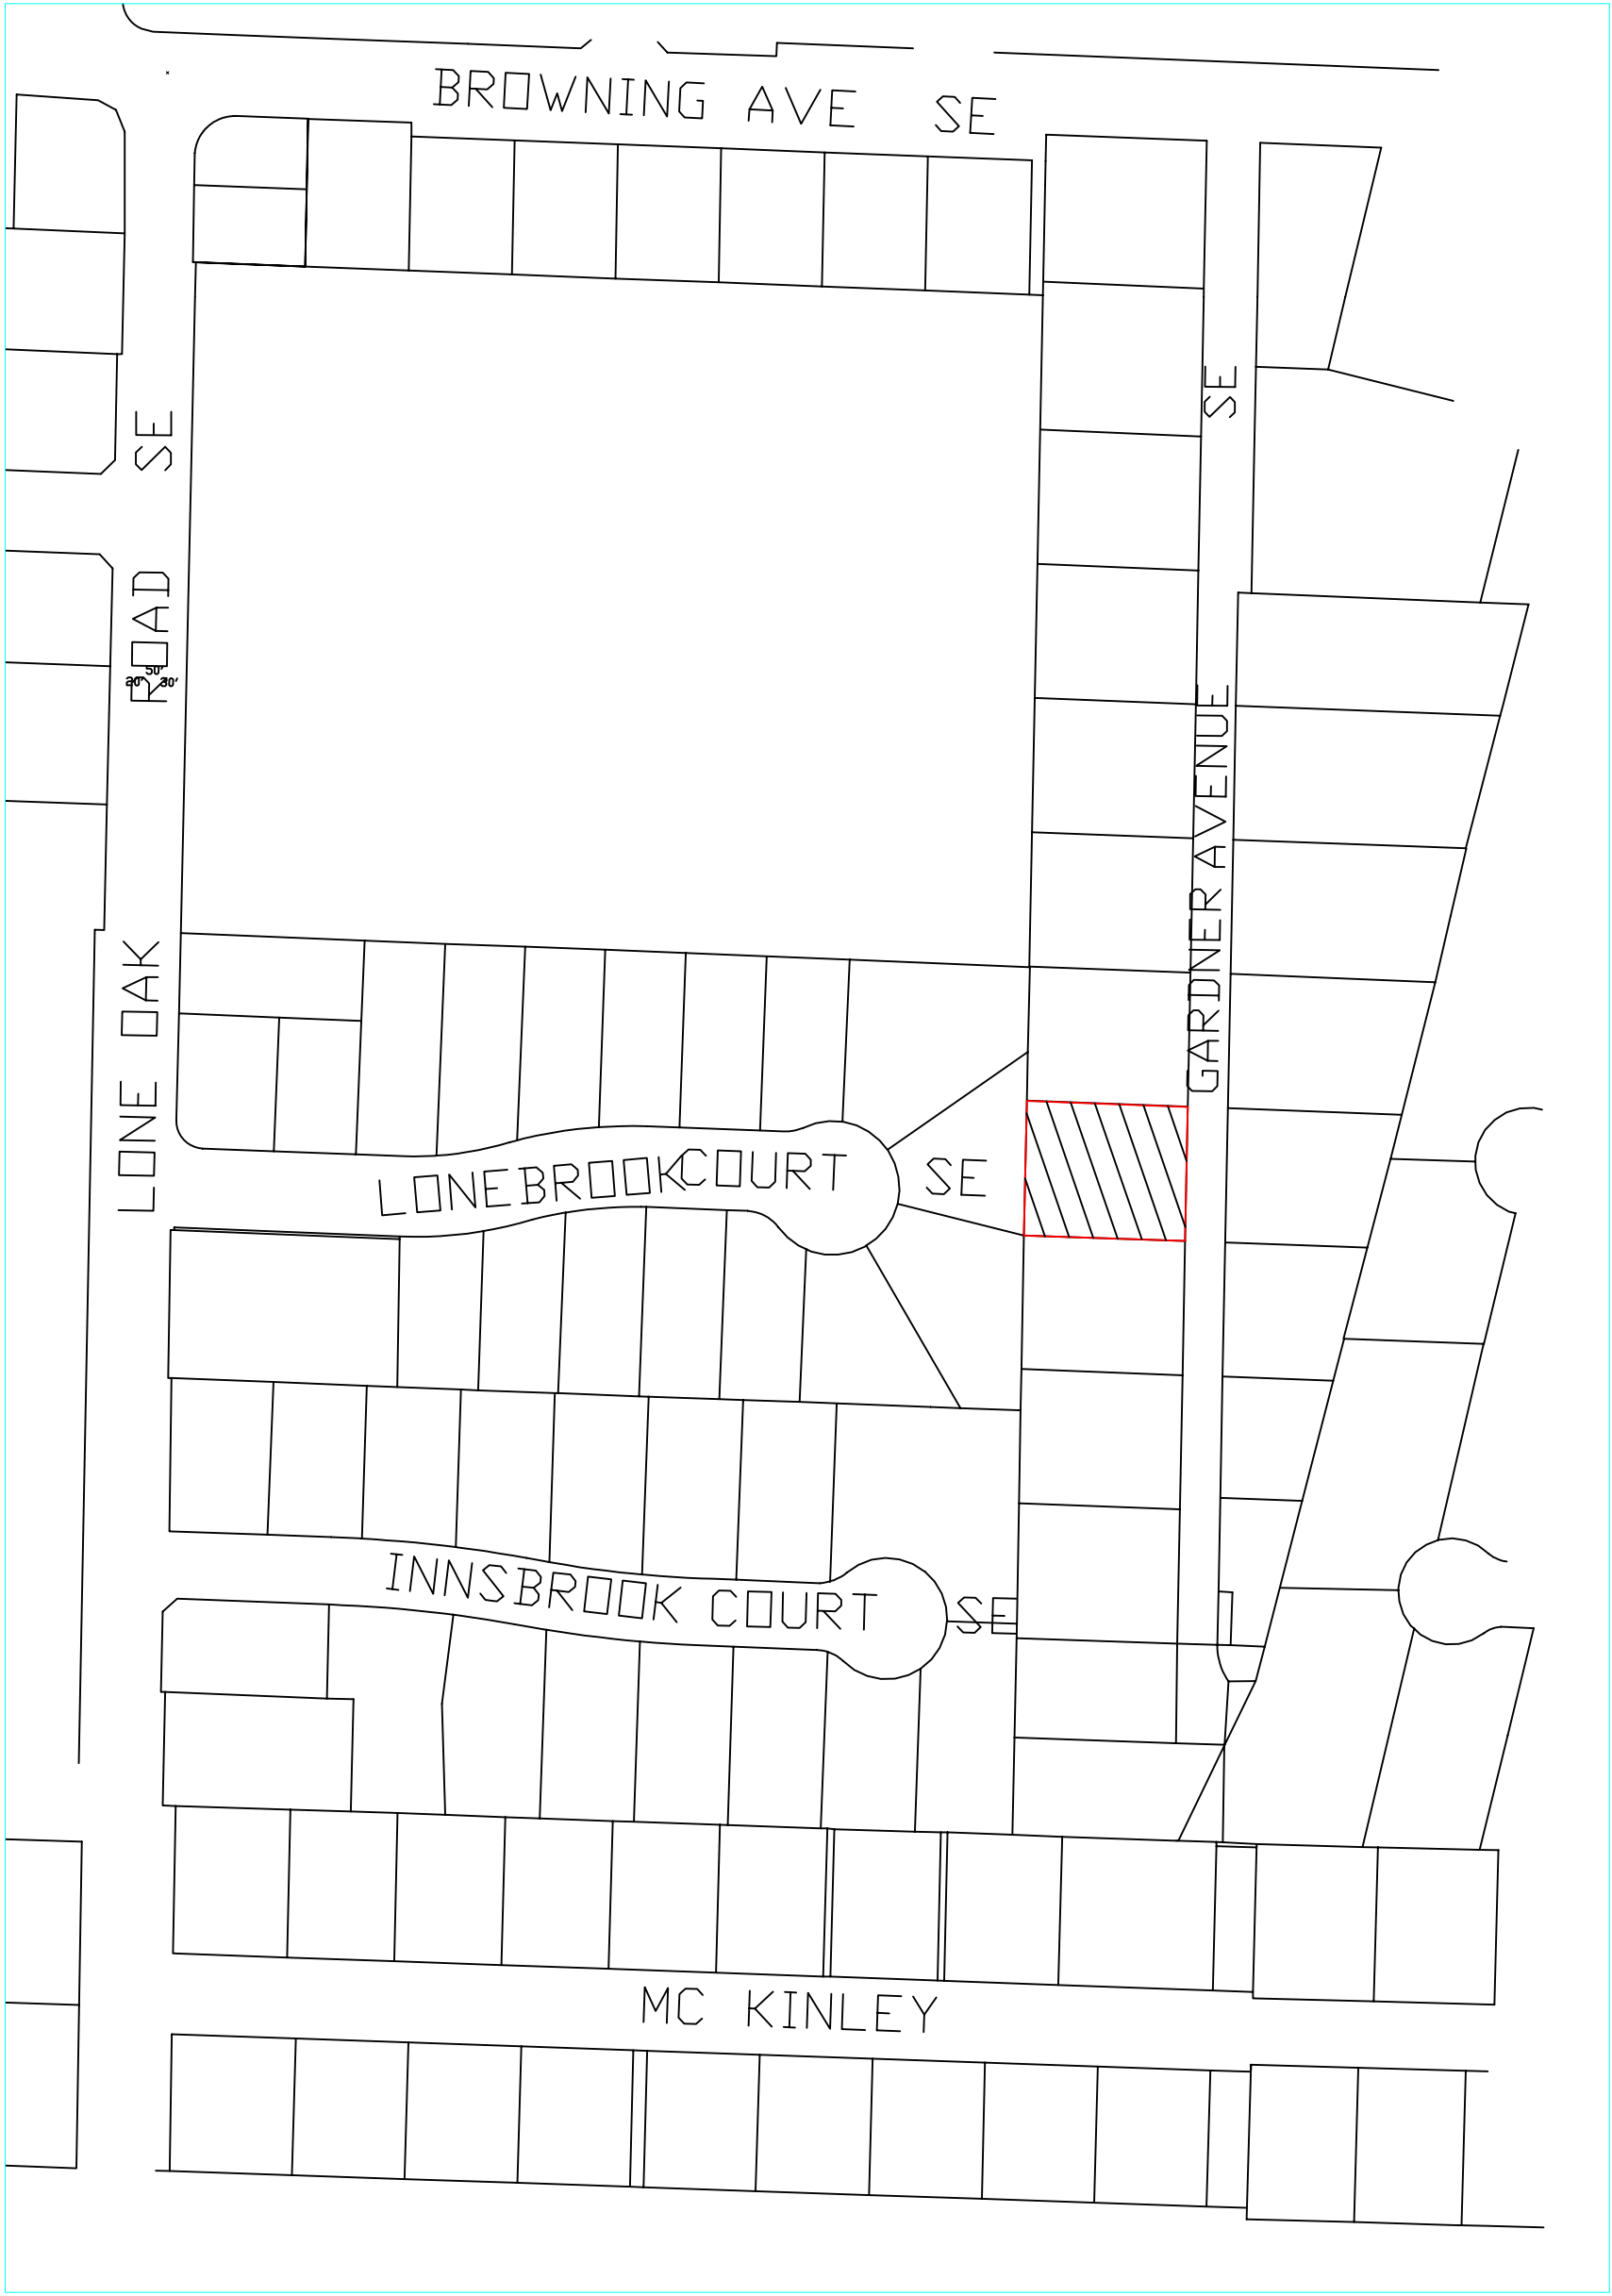 BROWNING AVE SE
LONE OAK ROAD SE
50'
20' 30'
GARDNER AVENUE SE
LONEBROOK COURT SE
INNSBROOK COURT SE
MC KINLEY